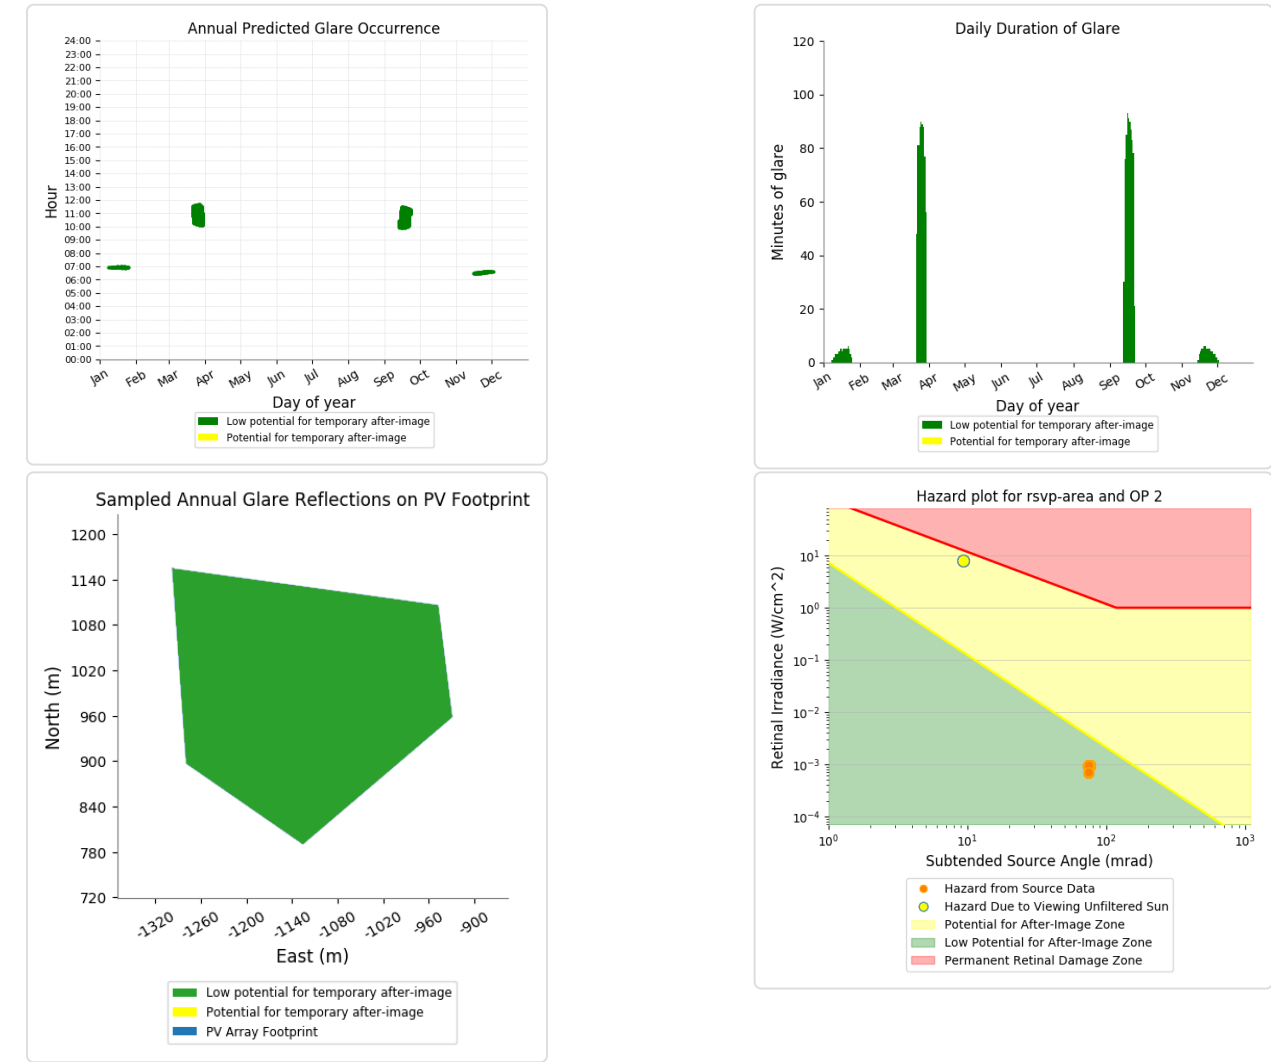 Annual Predicted Glare Occurrence
24:00
23:00
22:00
21:00
20:00
19:00
18:00
17:00
16:00
15:00
14:00
13:00
12:00
11:00
10:00
09:00
08:00
07:00
06:00
05:00
04:00
03:00
02:00
01:00
00:00
Hour
Jan Feb Mar Apr May Jun Jul Aug Sep Oct Nov Dec
Day of year
Low potential for temporary after-image
Potential for temporary after-image
Daily Duration of Glare
120
100
80
60
40
20
0
Minutes of glare
Jan Feb Mar Apr May Jun Jul Aug Sep Oct Nov Dec
Day of year
Low potential for temporary after-image
Potential for temporary after-image
Sampled Annual Glare Reflections on PV Footprint
1200
1140
1080
1020
960
900
840
780
720
North (m)
-1320 -1260 -1200 -1140 -1080 -1020 -960 -900
East (m)
Low potential for temporary after-image
Potential for temporary after-image
PV Array Footprint
Hazard plot for rsvp-area and OP 2
10^1
10^0
10^-1
10^-2
10^-3
10^-4
Retinal Irradiance (W/cm^2)
10^0 10^1 10^2 10^3
Subtended Source Angle (mrad)
Hazard from Source Data
Hazard Due to Viewing Unfiltered Sun
Potential for After-Image Zone
Low Potential for After-Image Zone
Permanent Retinal Damage Zone